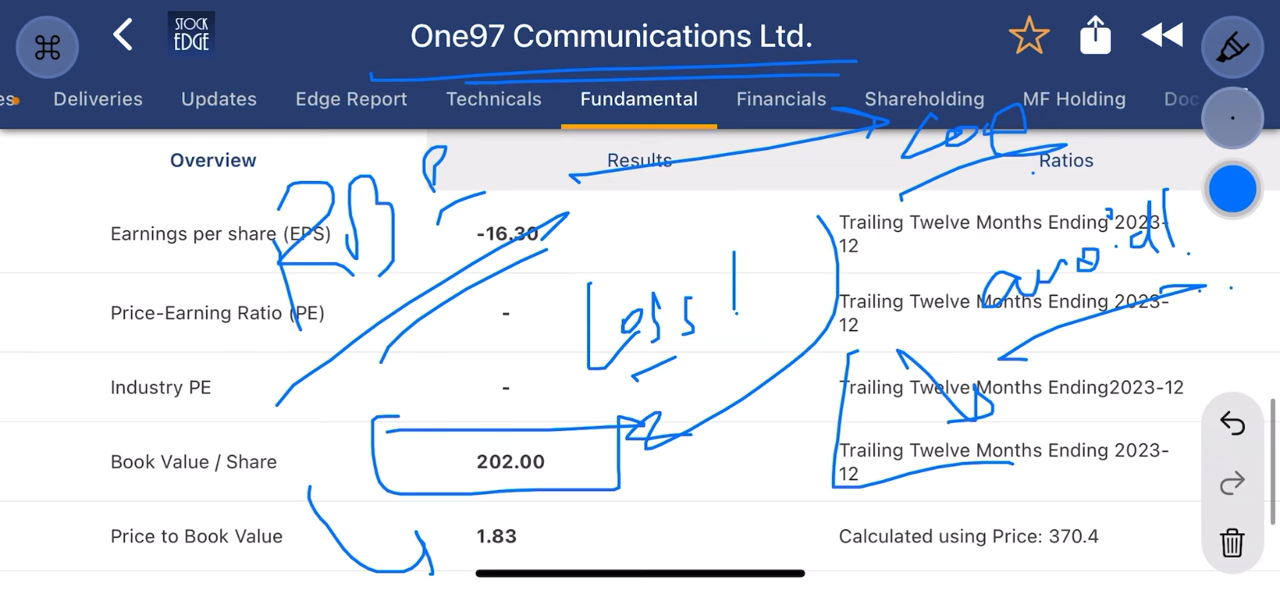 STOCK EDGE
One97 Communications Ltd.
Deliveries Updates Edge Report Technicals Fundamental Financials Shareholding MF Holding
Overview Results Ratios
Earnings per share (EPS) -16.30 Trailing Twelve Months Ending 2023-12
Price-Earning Ratio (PE) - Trailing Twelve Months Ending 2023-12
Loss!
avoid
Industry PE - Trailing Twelve Months Ending2023-12
Book Value / Share 202.00 Trailing Twelve Months Ending 2023-12
Price to Book Value 1.83 Calculated using Price: 370.4